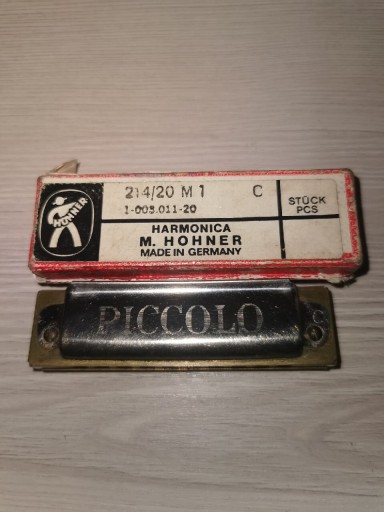 HOHNER
214/20 M 1 C
1-003.011-20
STÜCK
PCS
HARMONICA
M. HOHNER
MADE IN GERMANY
PICCOLO
C